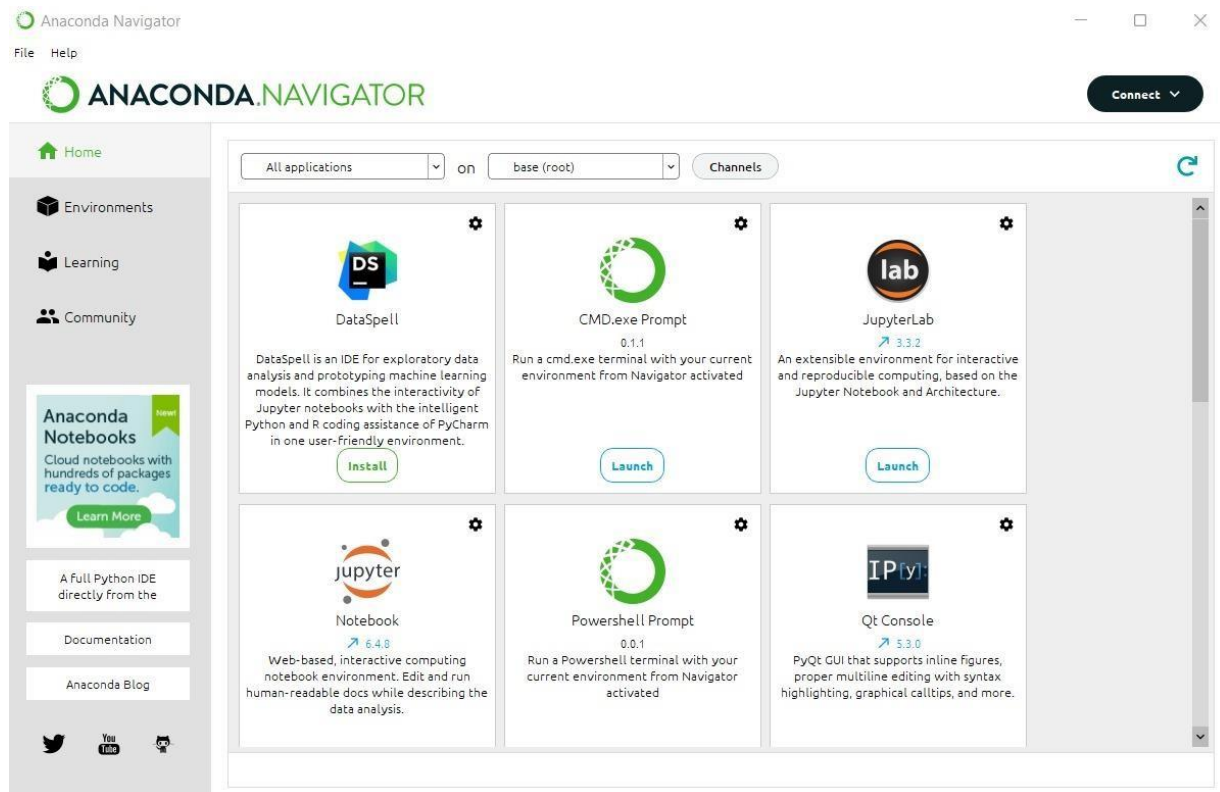 Anaconda Navigator
File Help
ANACONDA.NAVIGATOR
Connect
Home
Environments
Learning
Community
Anaconda
Notebooks
New!
Cloud notebooks with
hundreds of packages
ready to code.
Learn More
A full Python IDE
directly from the
Documentation
Anaconda Blog
You
Tube
All applications on base (root) Channels
DS
DataSpell
DataSpell is an IDE for exploratory data
analysis and prototyping machine learning
models. It combines the interactivity of
Jupyter notebooks with the intelligent
Python and R coding assistance of PyCharm
in one user-friendly environment.
Install
CMD.exe Prompt
0.1.1
Run a cmd.exe terminal with your current
environment from Navigator activated
Launch
lab
JupyterLab
3.3.2
An extensible environment for interactive
and reproducible computing, based on the
Jupyter Notebook and Architecture.
Launch
jupyter
Notebook
6.4.8
Web-based, interactive computing
notebook environment. Edit and run
human-readable docs while describing the
data analysis.
Powershell Prompt
0.0.1
Run a Powershell terminal with your
current environment from Navigator
activated
IP[y]:
Qt Console
5.3.0
PyQt GUI that supports inline figures,
proper multiline editing with syntax
highlighting, graphical calltips, and more.